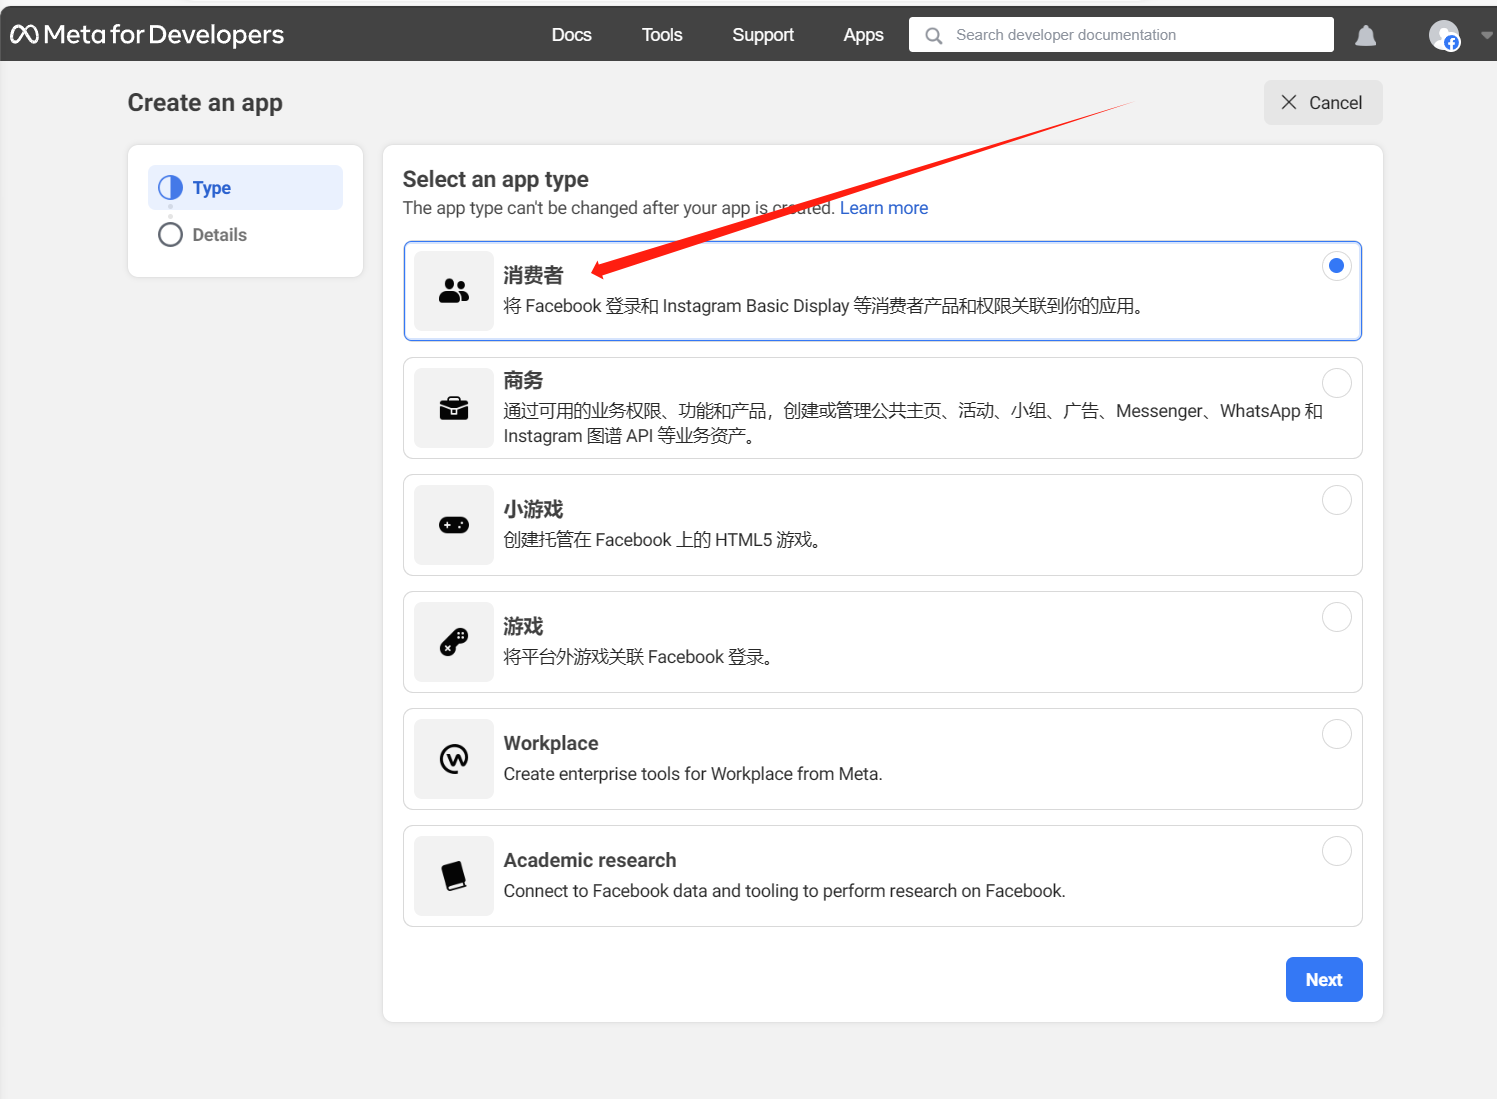 Meta for Developers
Docs
Tools
Support
Apps
Search developer documentation
Create an app
Cancel
Type
Details
Select an app type
The app type can't be changed after your app is created. Learn more
消费者
将 Facebook 登录和 Instagram Basic Display 等消费者产品和权限关联到你的应用。
商务
通过可用的业务权限、功能和产品，创建或管理公共主页、活动、小组、广告、Messenger、WhatsApp 和
Instagram 图谱 API 等业务资产。
小游戏
创建托管在 Facebook 上的 HTML5 游戏。
游戏
将平台外游戏关联 Facebook 登录。
Workplace
Create enterprise tools for Workplace from Meta.
Academic research
Connect to Facebook data and tooling to perform research on Facebook.
Next